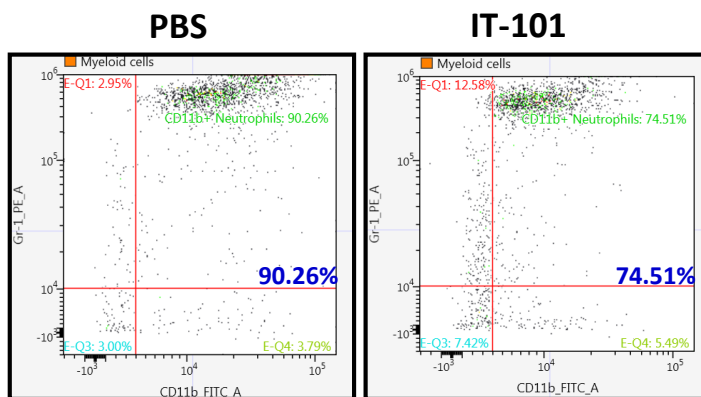 PBS
IT-101
Myeloid cells
10^6
E-Q1: 2.95%
CD11b+ Neutrophils: 90.26%
10^5
Gr-1_PE_A
90.26%
10^4
-10^3
E-Q3: 3.00%
E-Q4: 3.79%
-10^3
10^4
10^5
CD11b_FITC_A
Myeloid cells
10^6
E-Q1: 12.58%
CD11b+ Neutrophils: 74.51%
10^5
Gr-1_PE_A
74.51%
10^4
-10^3
E-Q3: 7.42%
E-Q4: 5.49%
-10^3
10^4
10^5
CD11b_FITC_A